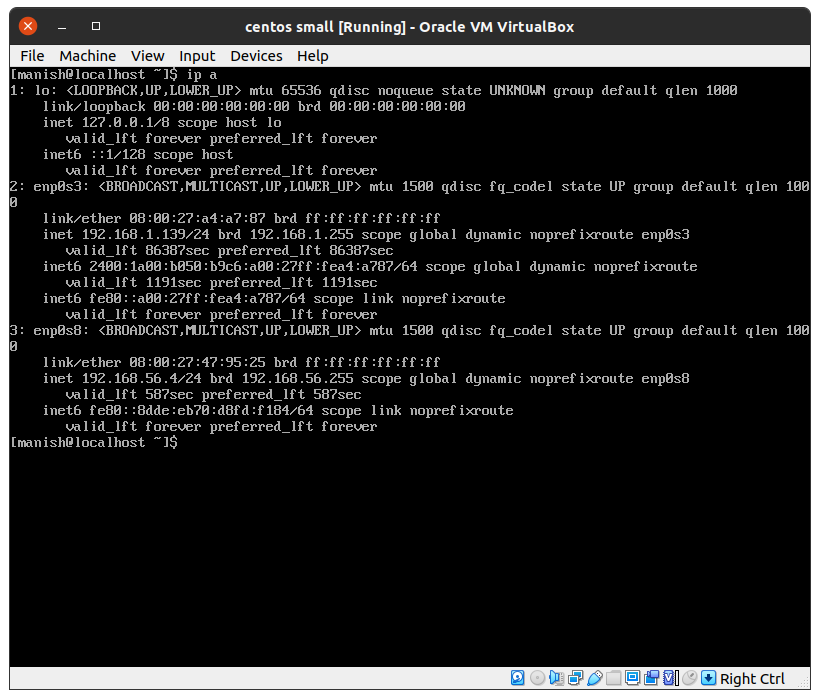 centos small [Running] - Oracle VM VirtualBox
File Machine View Input Devices Help
[manish@localhost ~]$ ip a
1: lo: <LOOPBACK,UP,LOWER_UP> mtu 65536 qdisc noqueue state UNKNOWN group default qlen 1000
    link/loopback 00:00:00:00:00:00 brd 00:00:00:00:00:00
    inet 127.0.0.1/8 scope host lo
       valid_lft forever preferred_lft forever
    inet6 ::1/128 scope host
       valid_lft forever preferred_lft forever
2: enp0s3: <BROADCAST,MULTICAST,UP,LOWER_UP> mtu 1500 qdisc fq_codel state UP group default qlen 100
0
    link/ether 08:00:27:a4:a7:87 brd ff:ff:ff:ff:ff:ff
    inet 192.168.1.139/24 brd 192.168.1.255 scope global dynamic noprefixroute enp0s3
       valid_lft 86387sec preferred_lft 86387sec
    inet6 2400:1a00:b050:b9c6:a00:27ff:fea4:a787/64 scope global dynamic noprefixroute
       valid_lft 1191sec preferred_lft 1191sec
    inet6 fe80::a00:27ff:fea4:a787/64 scope link noprefixroute
       valid_lft forever preferred_lft forever
3: enp0s8: <BROADCAST,MULTICAST,UP,LOWER_UP> mtu 1500 qdisc fq_codel state UP group default qlen 100
0
    link/ether 08:00:27:47:95:25 brd ff:ff:ff:ff:ff:ff
    inet 192.168.56.4/24 brd 192.168.56.255 scope global dynamic noprefixroute enp0s8
       valid_lft 587sec preferred_lft 587sec
    inet6 fe80::8dde:eb70:d8fd:f184/64 scope link noprefixroute
       valid_lft forever preferred_lft forever
[manish@localhost ~]$
Right Ctrl